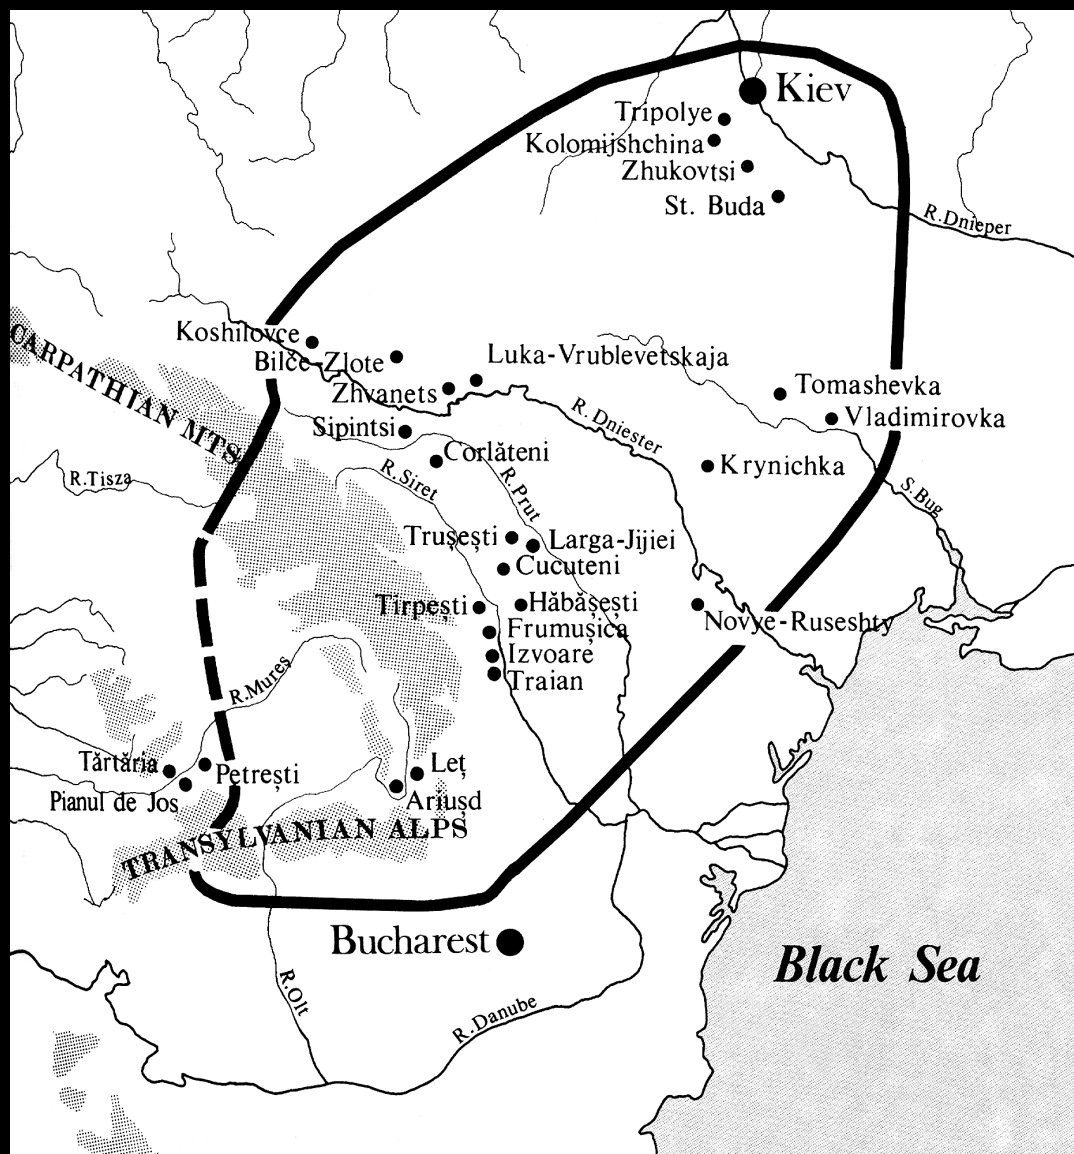 Kiev
Tripolye
Kolomijshchina
Zhukovtsi
St. Buda
R.Dnieper
Koshilovce
Bilče-Zlote
Luka-Vrublevetskaja
Zhvanets
Tomashevka
Vladimirovka
CARPATHIAN MTS
R. Dniester
Sipintsi
Corlăteni
Krynichka
R.Tisza
R.Siret
R.Prut
S.Bug
Trușești
Larga-Jijiei
Cucuteni
Tirpești
Hăbășești
Novye-Ruseshty
Frumușica
Izvoare
Traian
R.Mureș
Tărtăria
Petrești
Leț
Pianul de Jos
Ariușd
TRANSYLVANIAN ALPS
Bucharest
Black Sea
R.Olt
R.Danube